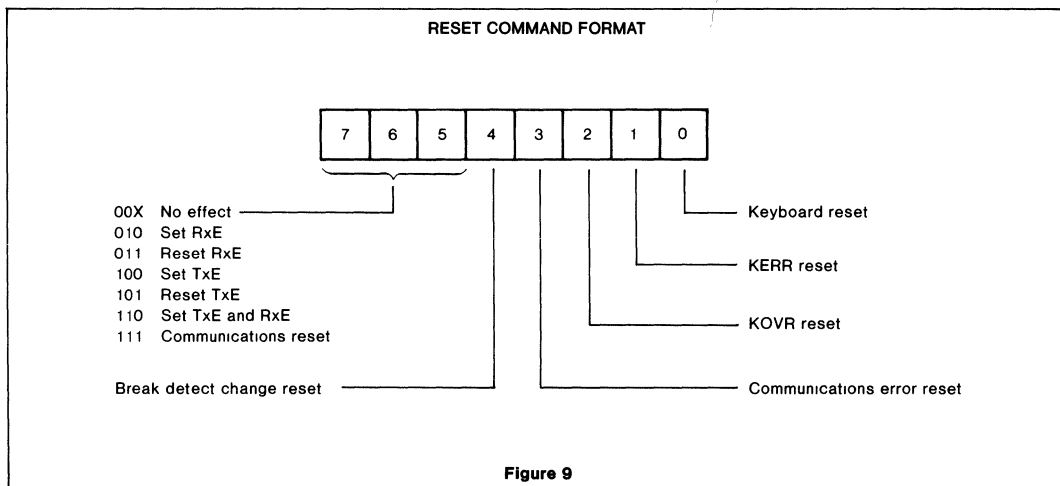 RESET COMMAND FORMAT
7 6 5 4 3 2 1 0
00X No effect
010 Set RxE
011 Reset RxE
100 Set TxE
101 Reset TxE
110 Set TxE and RxE
111 Communications reset
Break detect change reset
Keyboard reset
KERR reset
KOVR reset
Communications error reset
Figure 9